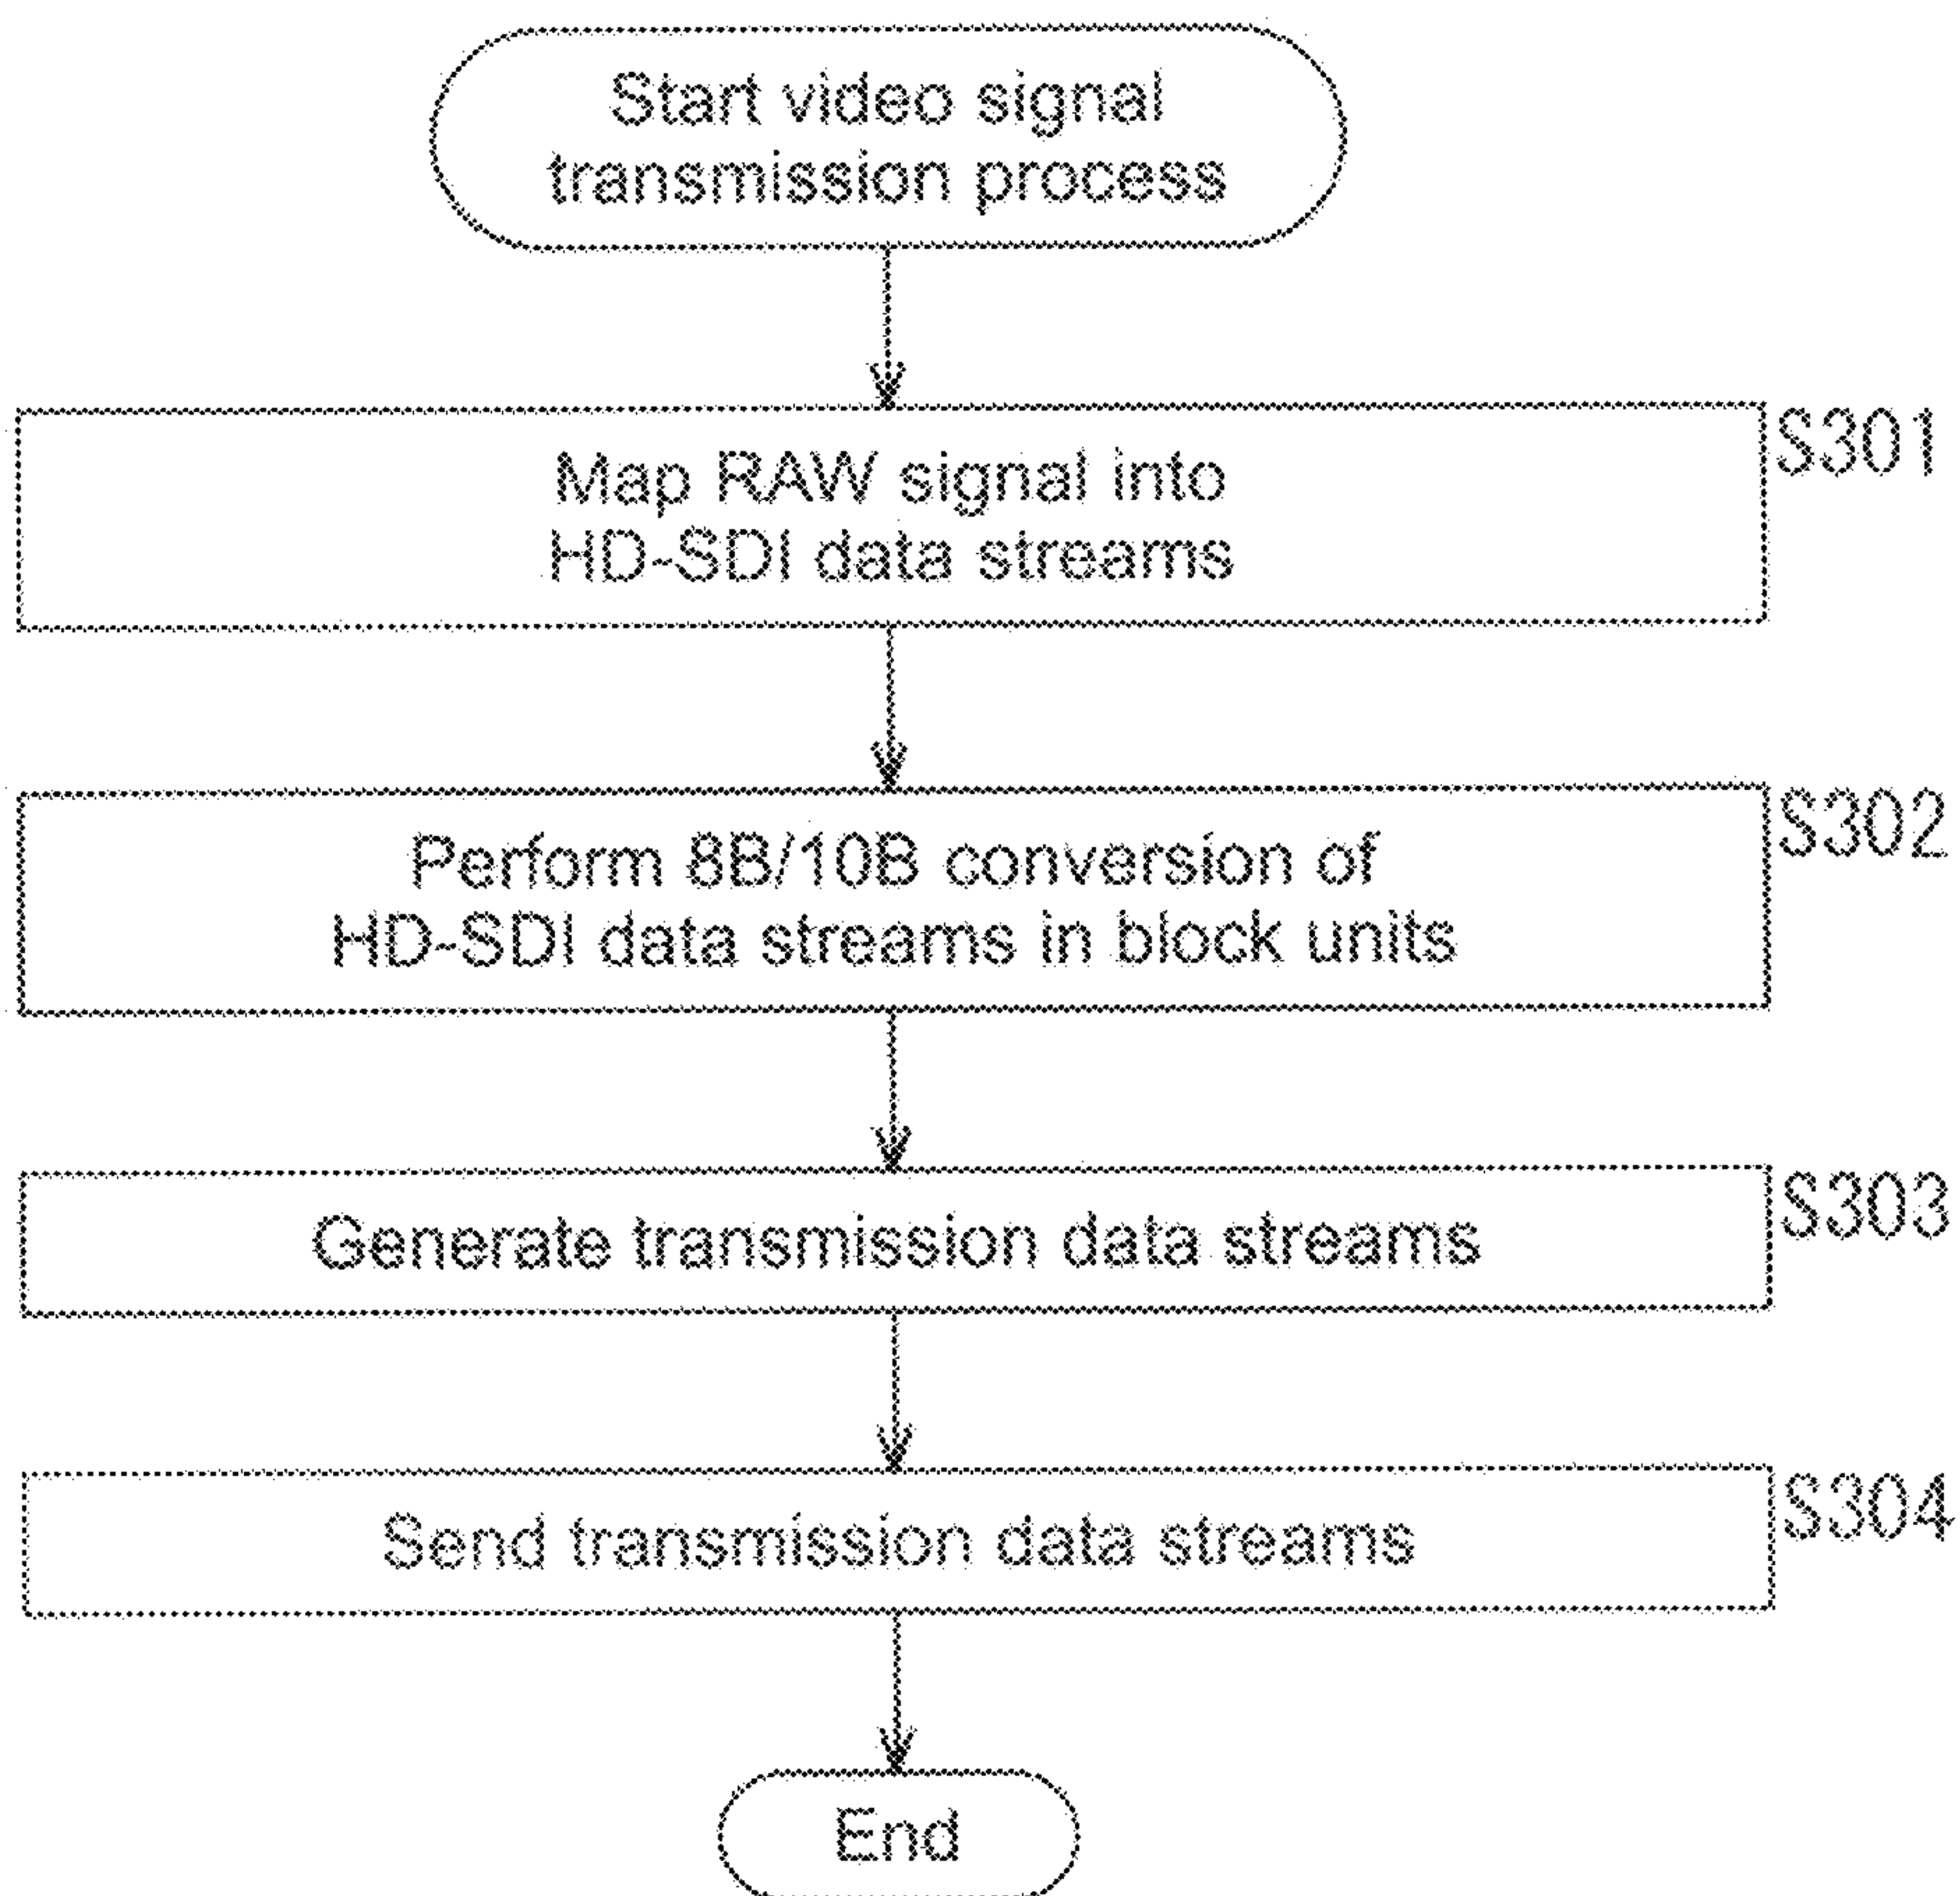 Start video signal
transmission process
S301
Map RAW signal into
HD-SDI data streams
S302
Perform 8B/10B conversion of
HD-SDI data streams in block units
S303
Generate transmission data streams
S304
Send transmission data streams
End